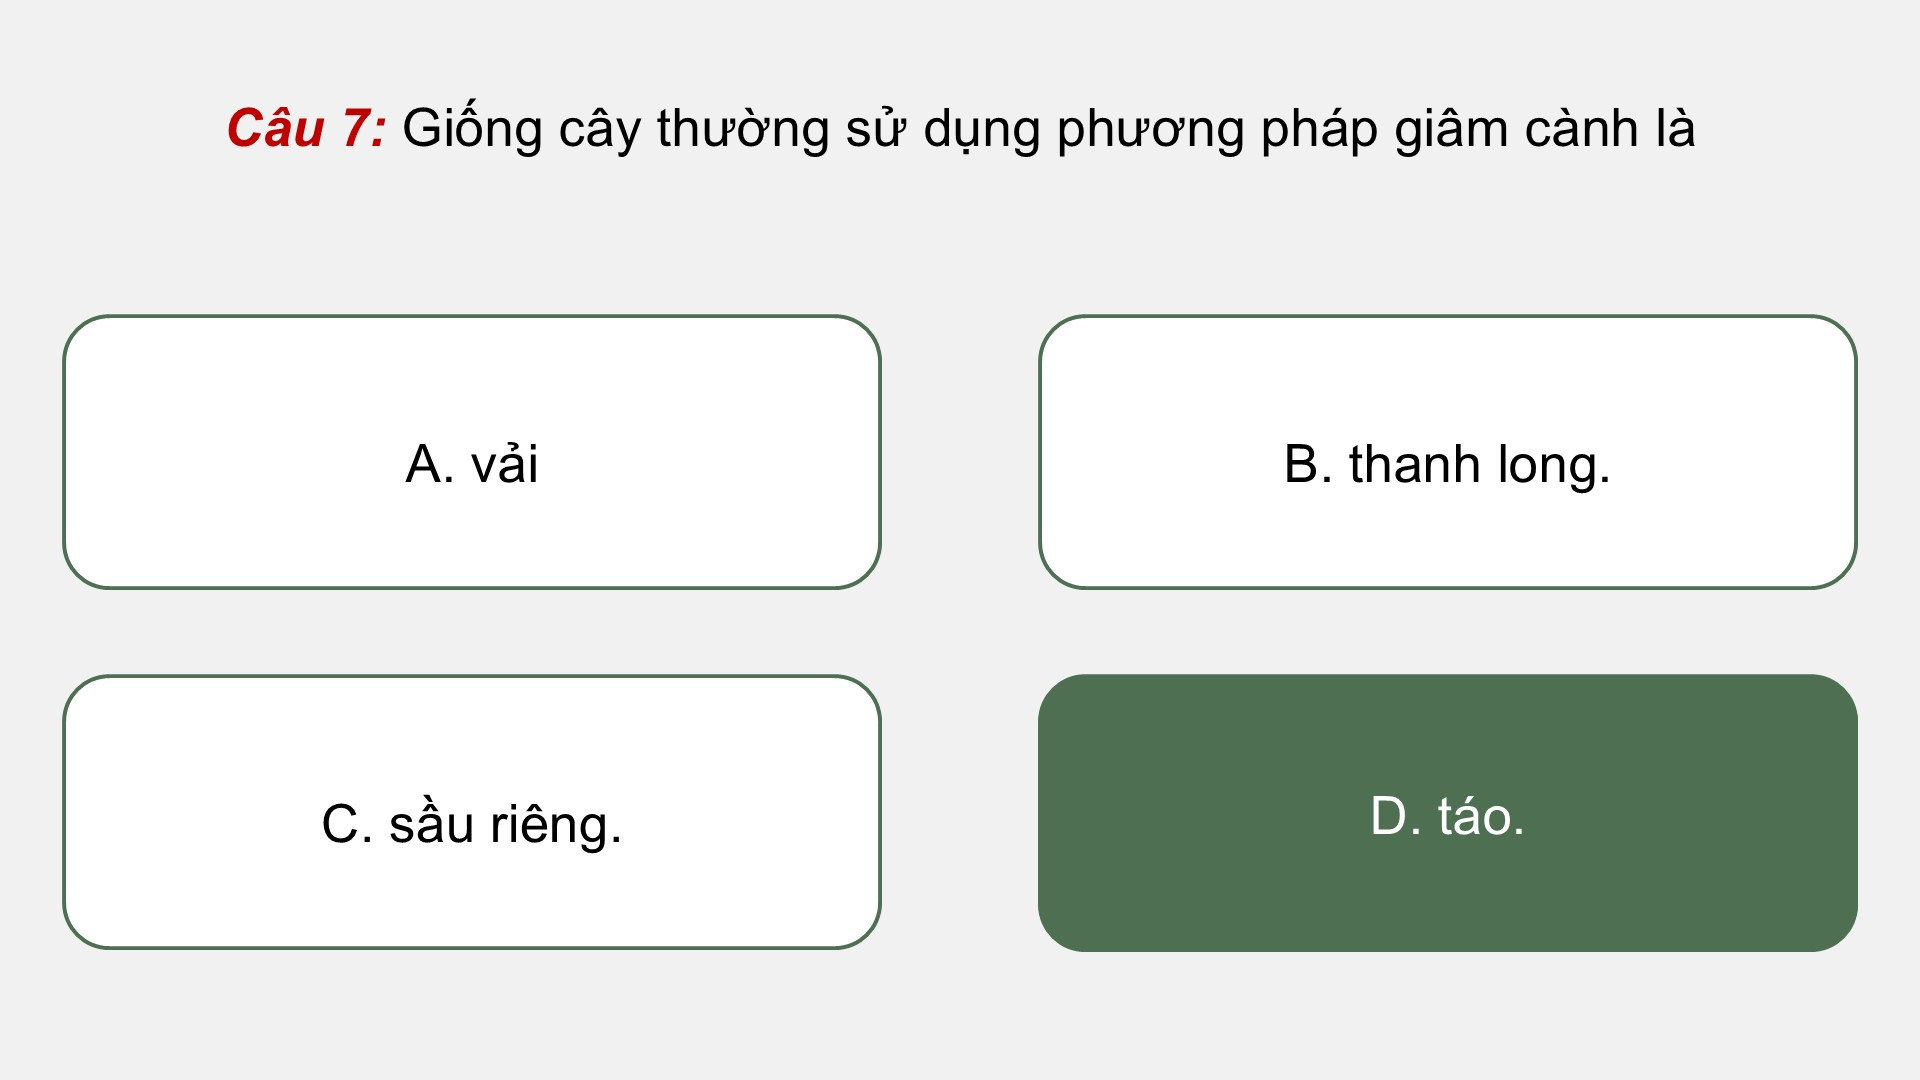 Câu 7: Giống cây thường sử dụng phương pháp giâm cành là
A. vải
B. thanh long.
C. sầu riêng.
D. táo.